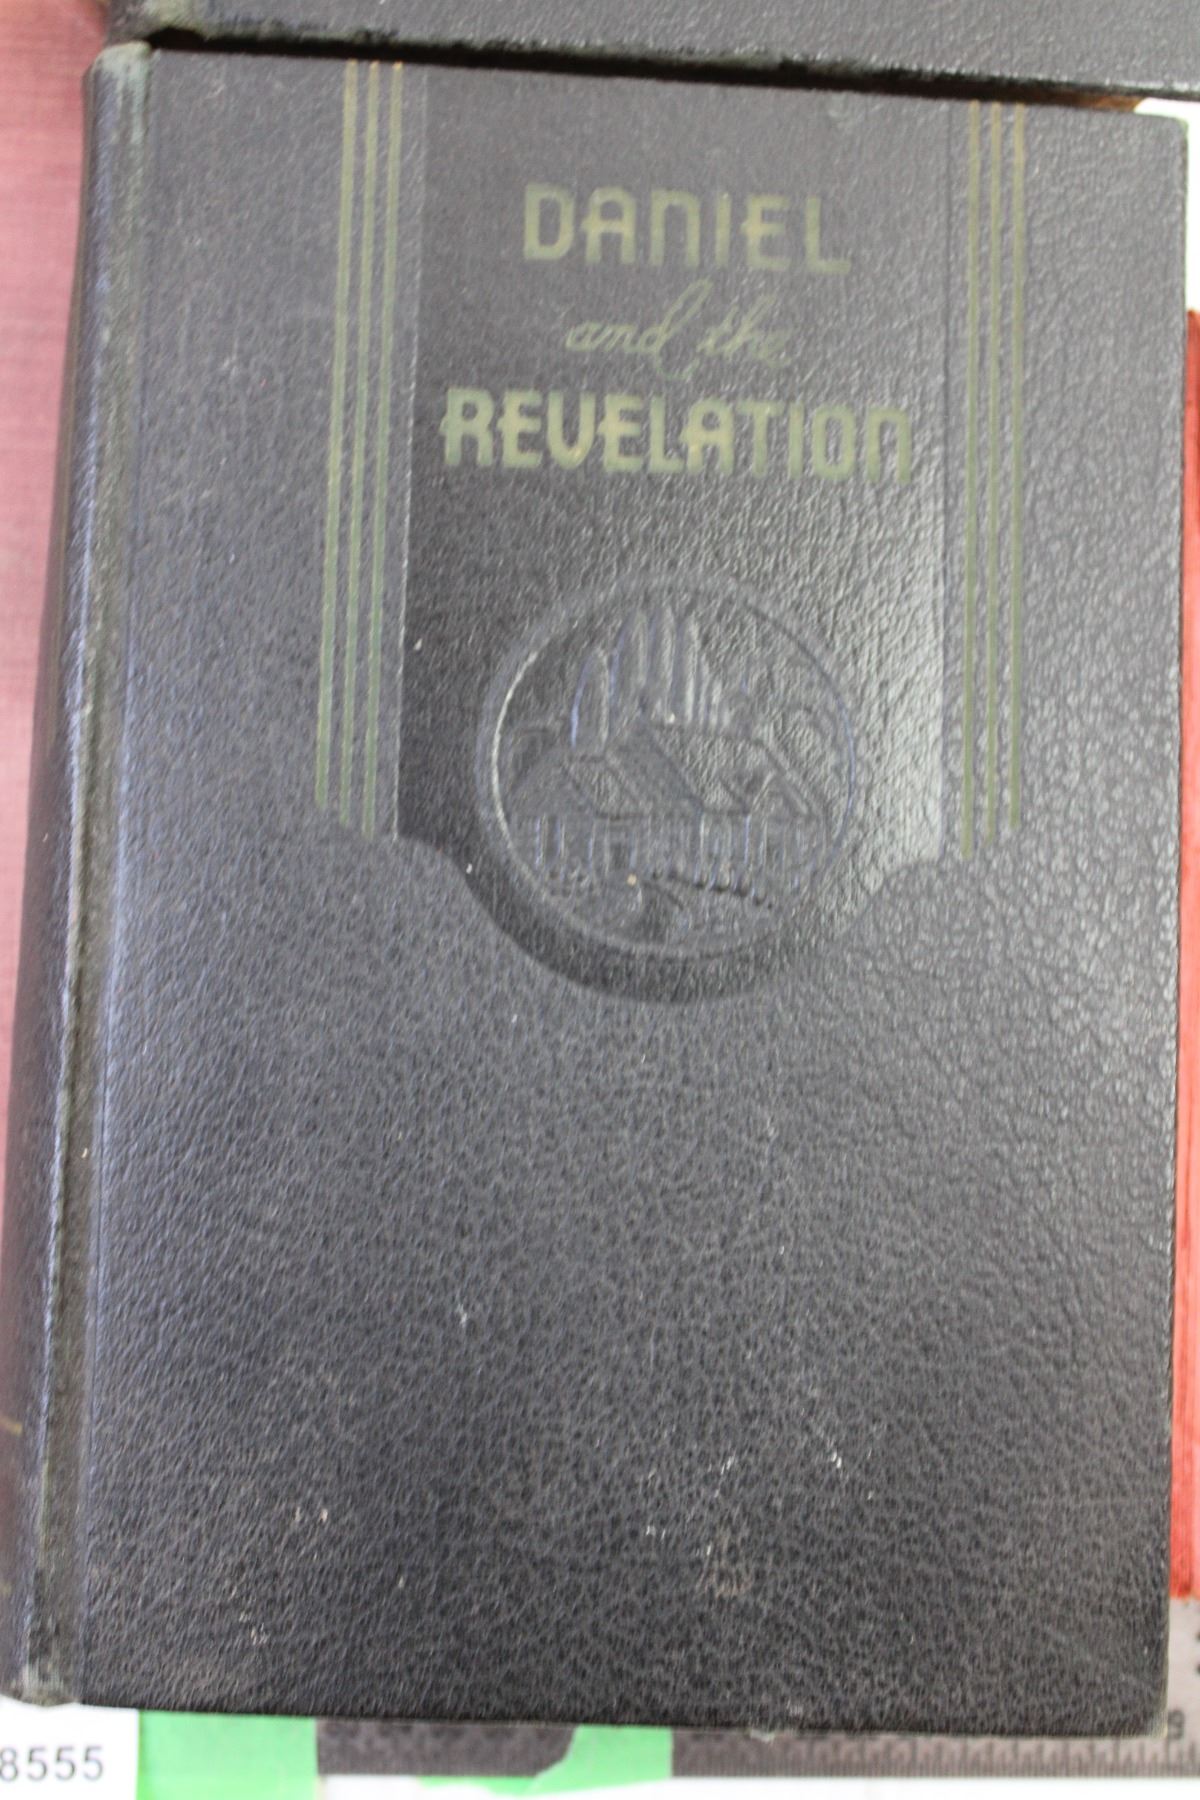 DANIEL
and the
REVELATION
8555